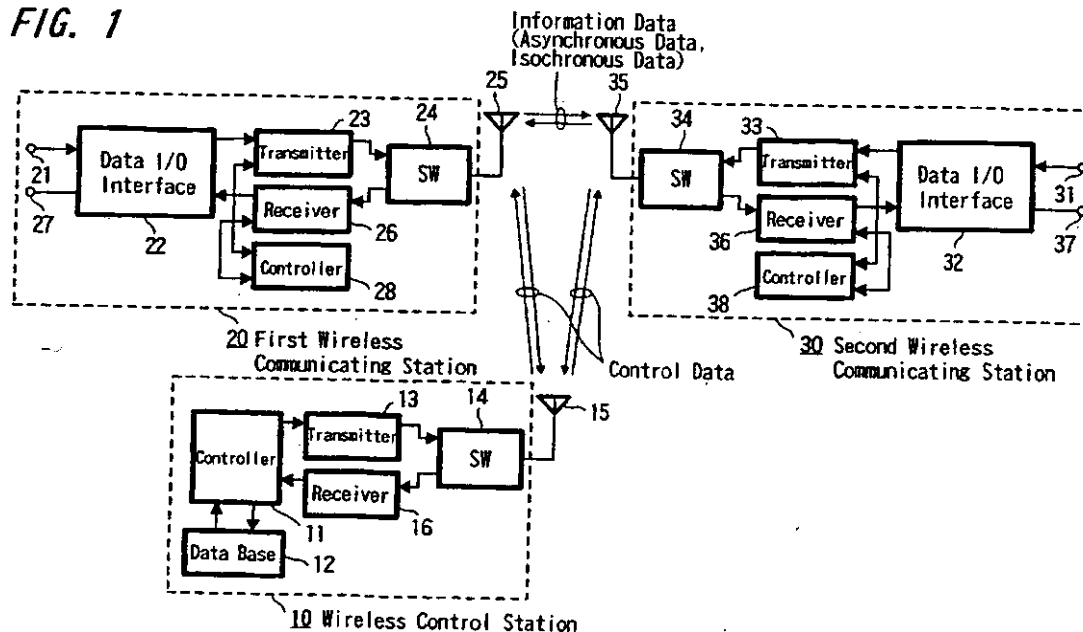 FIG. 1
Information Data
(Asynchronous Data,
Isochronous Data)
25
35
23
24
34
33
21
27
Data I/O
Interface
22
Transmitter
SW
Receiver
26
Controller
28
SW
Transmitter
Receiver
36
Controller
38
Data I/O
Interface
32
31
37
20 First Wireless
Communicating Station
30 Second Wireless
Communicating Station
Control Data
13
14
15
Controller
Transmitter
SW
Receiver
11
16
Data Base
12
10 Wireless Control Station